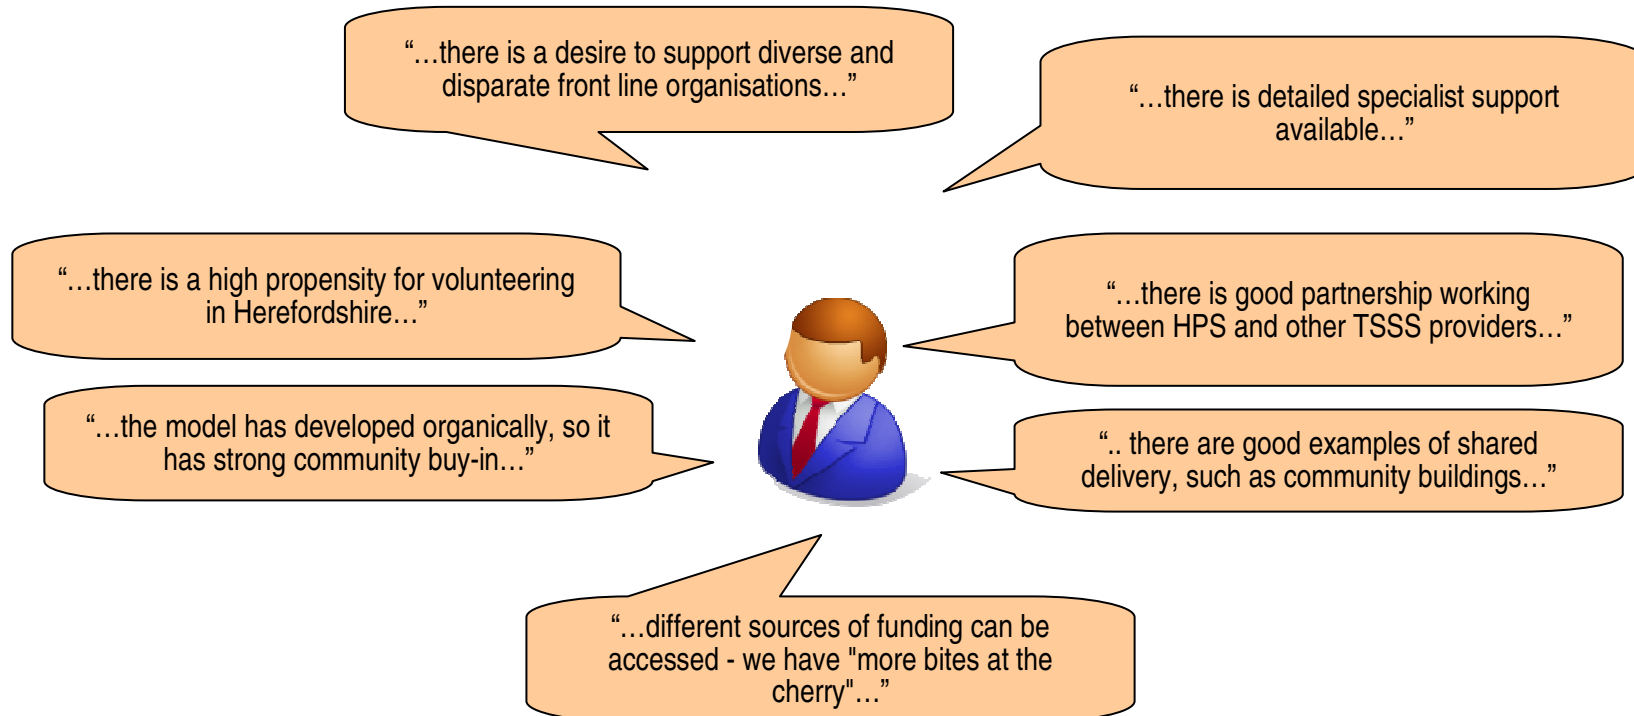 “…there is a desire to support diverse and
disparate front line organisations…”
“…there is detailed specialist support
available…”
“…there is a high propensity for volunteering
in Herefordshire…”
“…there is good partnership working
between HPS and other TSSS providers…”
“…the model has developed organically, so it
has strong community buy-in…”
“.. there are good examples of shared
delivery, such as community buildings…”
“…different sources of funding can be
accessed - we have "more bites at the
cherry"…”